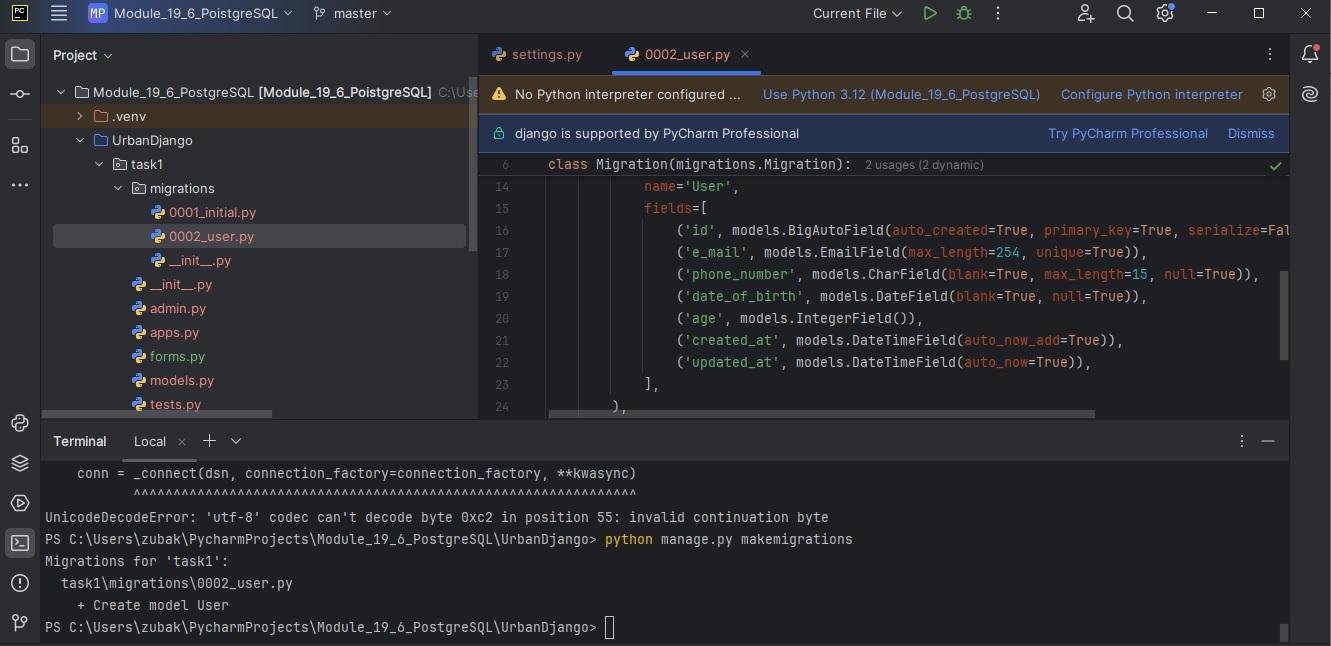 PC
MP Module_19_6_PoistgreSQL
master
Current File
Project
Module_19_6_PostgreSQL [Module_19_6_PoistgreSQL] C:\Use
.venv
UrbanDjango
task1
migrations
0001_initial.py
0002_user.py
__init__.py
__init__.py
admin.py
apps.py
forms.py
models.py
tests.py
settings.py
0002_user.py
No Python interpreter configured ... Use Python 3.12 (Module_19_6_PostgreSQL) Configure Python interpreter
django is supported by PyCharm Professional Try PyCharm Professional Dismiss
6 class Migration(migrations.Migration): 2 usages (2 dynamic)
14 name='User',
15 fields=[
16 ('id', models.BigAutoField(auto_created=True, primary_key=True, serialize=Fal
17 ('e_mail', models.EmailField(max_length=254, unique=True)),
18 ('phone_number', models.CharField(blank=True, max_length=15, null=True)),
19 ('date_of_birth', models.DateField(blank=True, null=True)),
20 ('age', models.IntegerField()),
21 ('created_at', models.DateTimeField(auto_now_add=True)),
22 ('updated_at', models.DateTimeField(auto_now=True)),
23 ],
24 ),
Terminal Local
conn = _connect(dsn, connection_factory=connection_factory, **kwasync)
^^^^^^^^^^^^^^^^^^^^^^^^^^^^^^^^^^^^^^^^^^^^^^^^^^^^^^^^^^^^^^^
UnicodeDecodeError: 'utf-8' codec can't decode byte 0xc2 in position 55: invalid continuation byte
PS C:\Users\zubak\PycharmProjects\Module_19_6_PostgreSQL\UrbanDjango> python manage.py makemigrations
Migrations for 'task1':
task1\migrations\0002_user.py
+ Create model User
PS C:\Users\zubak\PycharmProjects\Module_19_6_PostgreSQL\UrbanDjango>